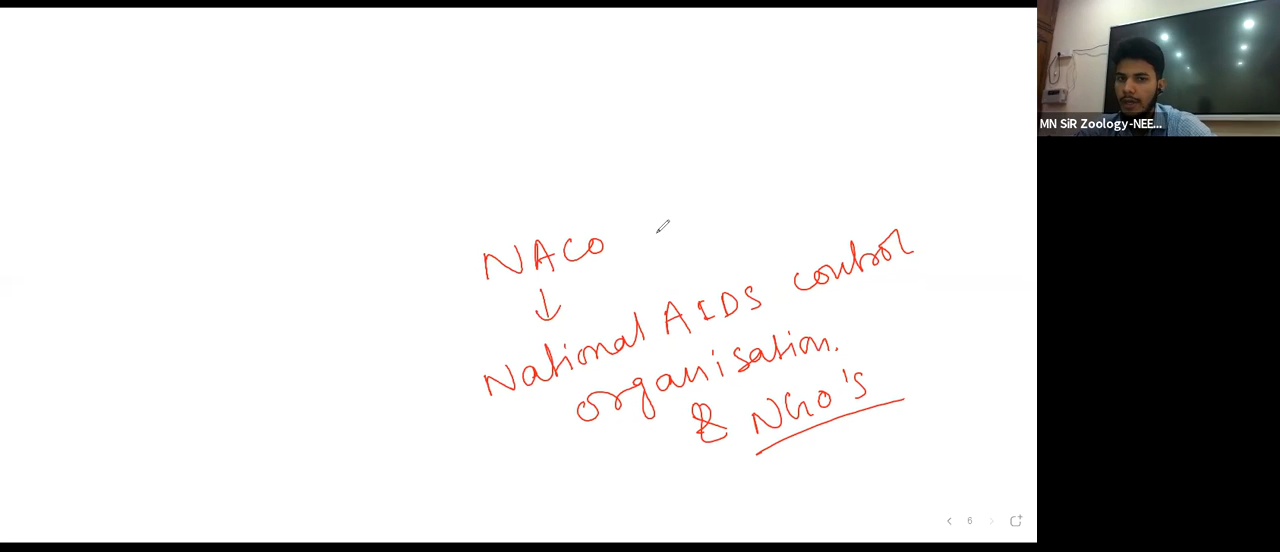 MN SiR Zoology-NEE...
NACO
↓
National AIDS control
organisation.
& NGO's
6